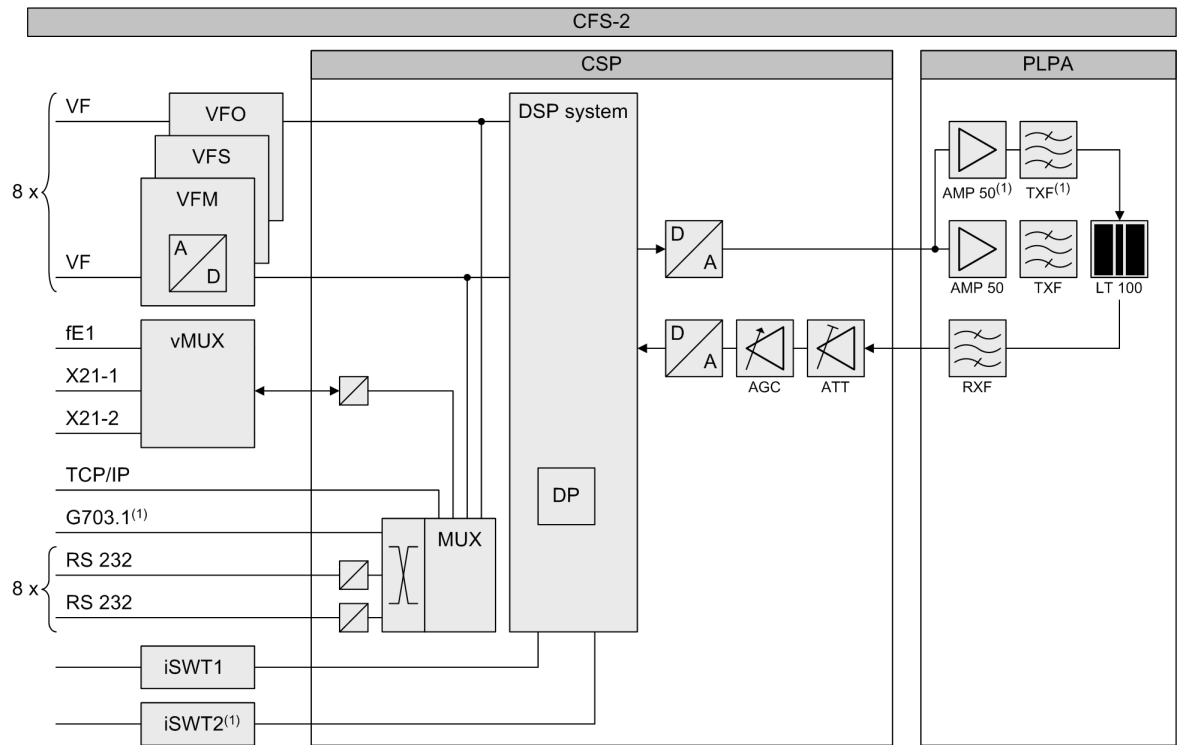 CFS-2
CSP
PLPA
8 x
VF
VFO
VFS
VFM
A
D
VF
DSP system
D
A
AMP 50(1)
TXF(1)
AMP 50
TXF
LT 100
fE1
X21-1
X21-2
vMUX
D
A
AGC
ATT
RXF
TCP/IP
G703.1(1)
8 x
RS 232
RS 232
MUX
DP
iSWT1
iSWT2(1)